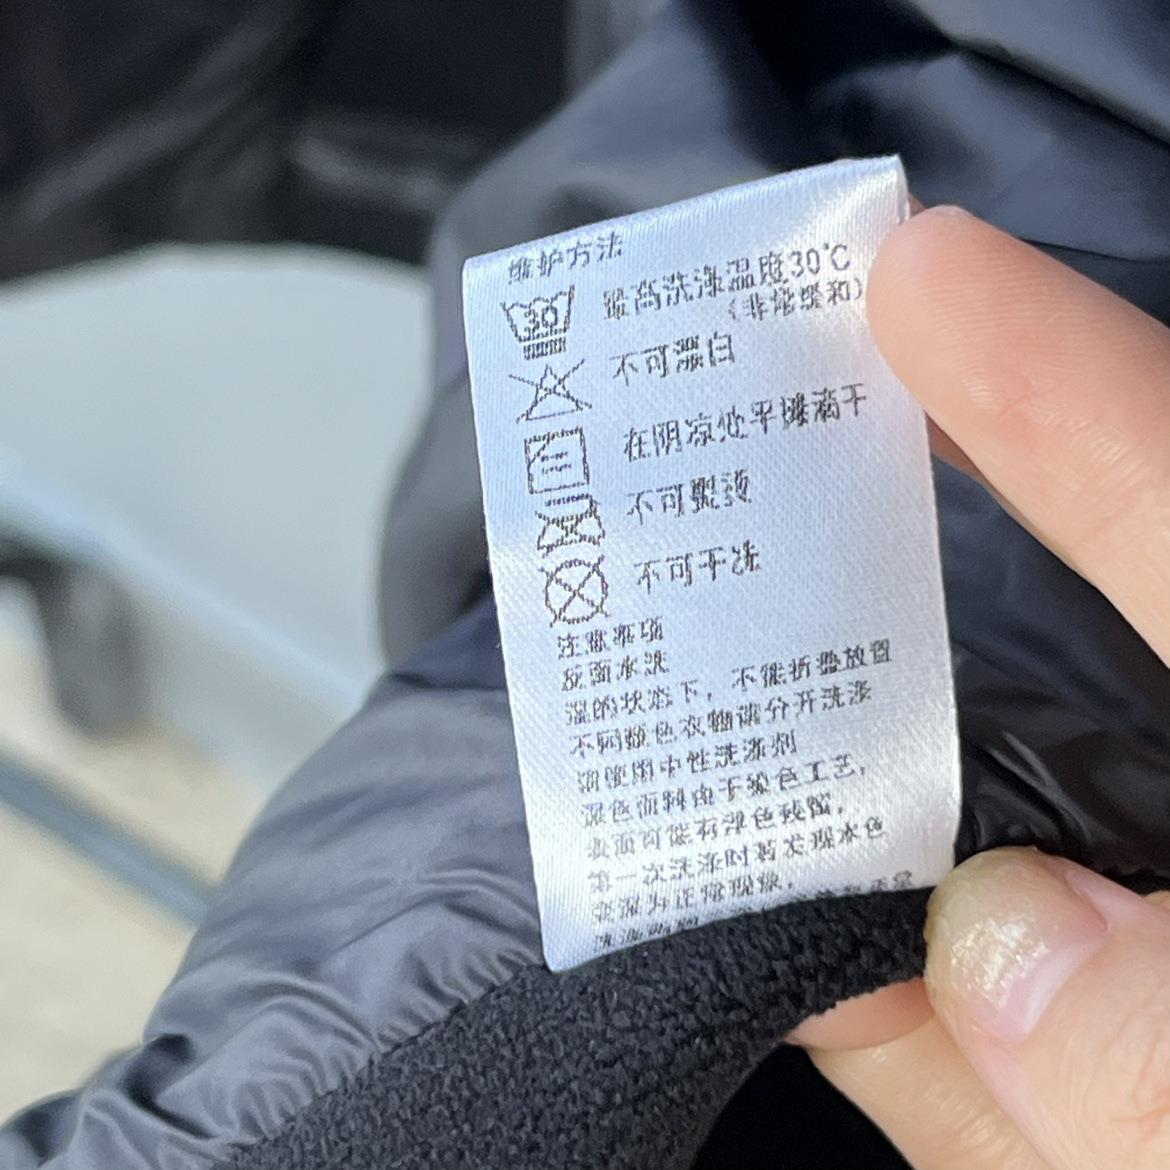 维护方法
30
最高洗涤温度30℃
(非常缓和)
不可漂白
在阴凉处平摊滴干
不可熨烫
不可干洗
注意事项
反面水洗
湿的状态下,不能折叠放置
不同颜色衣物请分开洗涤
请使用中性洗涤剂
深色面料由于染色工艺,
表面可能有浮色残留,
第一次洗涤时若发现水色
变深为正常现象,